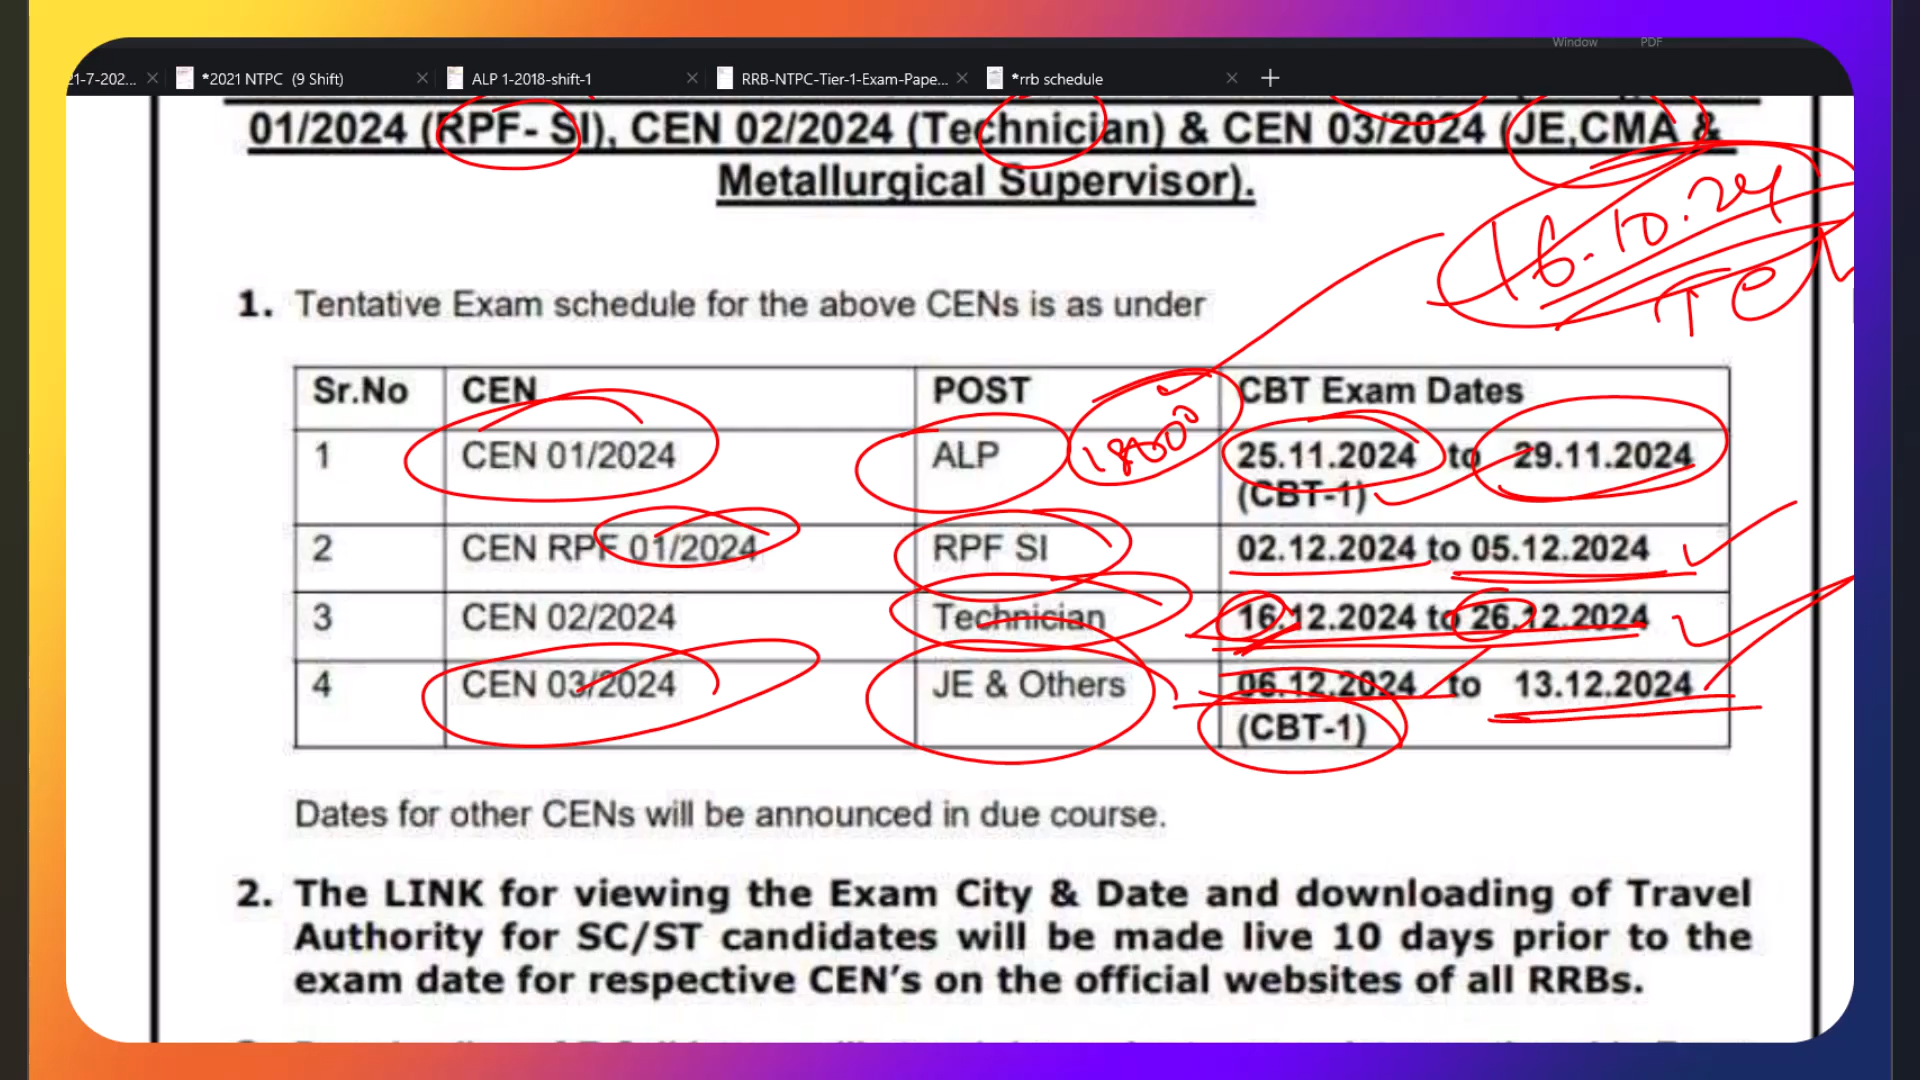 Window PDF
21-7-202... *2021 NTPC (9 Shift) ALP 1-2018-shift-1 RRB-NTPC-Tier-1-Exam-Pape... *rrb schedule
01/2024 (RPF- SI), CEN 02/2024 (Technician) & CEN 03/2024 (JE,CMA &
Metallurgical Supervisor).
16.10.24
1. Tentative Exam schedule for the above CENs is as under
Sr.No CEN POST CBT Exam Dates
1 CEN 01/2024 ALP 25.11.2024 to 29.11.2024
(CBT-1)
2 CEN RPF 01/2024 RPF SI 02.12.2024 to 05.12.2024
3 CEN 02/2024 Technician 16.12.2024 to 26.12.2024
4 CEN 03/2024 JE & Others 06.12.2024 to 13.12.2024
(CBT-1)
Dates for other CENs will be announced in due course.
2. The LINK for viewing the Exam City & Date and downloading of Travel
Authority for SC/ST candidates will be made live 10 days prior to the
exam date for respective CEN's on the official websites of all RRBs.